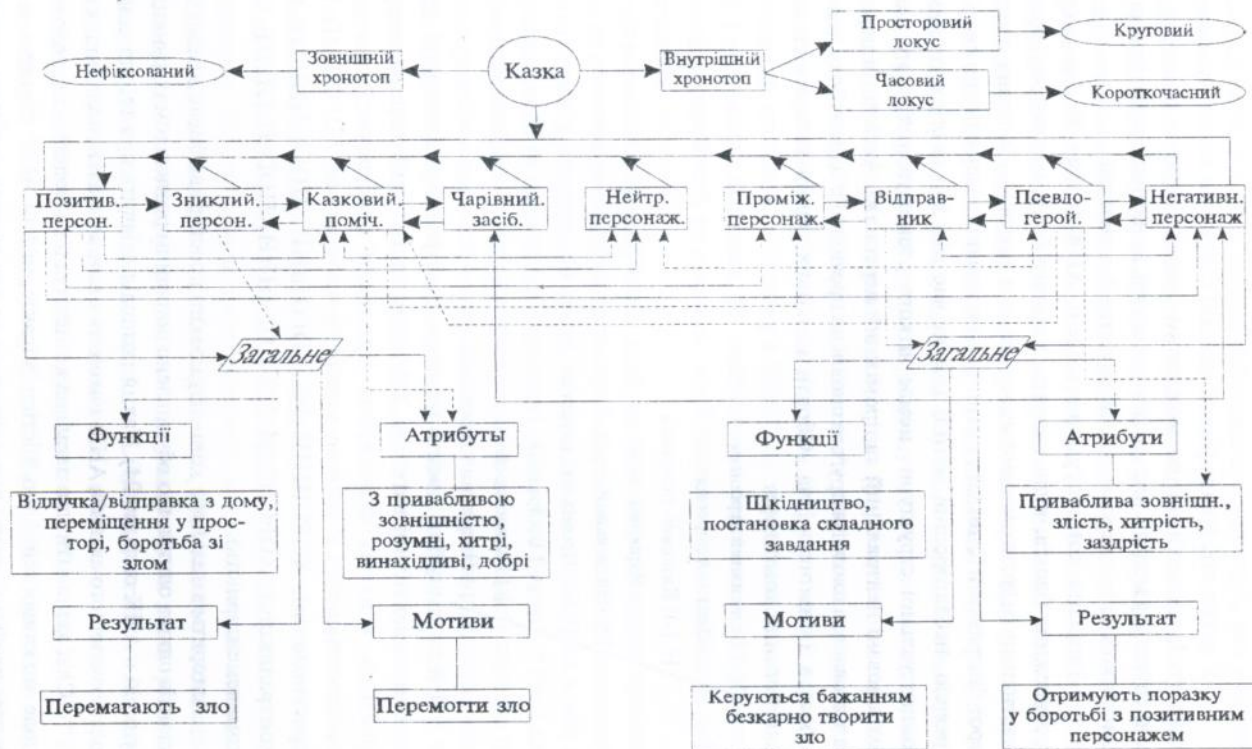 Просторовий
локус
Круговий
Нефіксований
Зовнішній
хронотоп
Казка
Внутрішній
хронотоп
Часовий
локус
Короткочасний
Позитив.
персон.
Зниклий.
персон.
Казковий.
поміч.
Чарівний.
засіб.
Нейтр.
персонаж.
Проміж.
персонаж.
Відправ-
ник
Псевдо-
герой.
Негативн.
персонаж
Загальне
Загальне
Функції
Атрибуты
Функції
Атрибути
Відлучка/відправка з дому,
переміщення у прос-
торі, боротьба зі
злом
З привабливою
зовнішністю,
розумні, хитрі,
винахідливі, добрі
Шкідництво,
постановка складного
завдання
Приваблива зовнішн.,
злість, хитрість,
заздрість
Результат
Мотиви
Мотиви
Результат
Перемагають зло
Перемогти зло
Керуються бажанням
безкарно творити
зло
Отримують поразку
у боротьбі з позитивним
персонажем